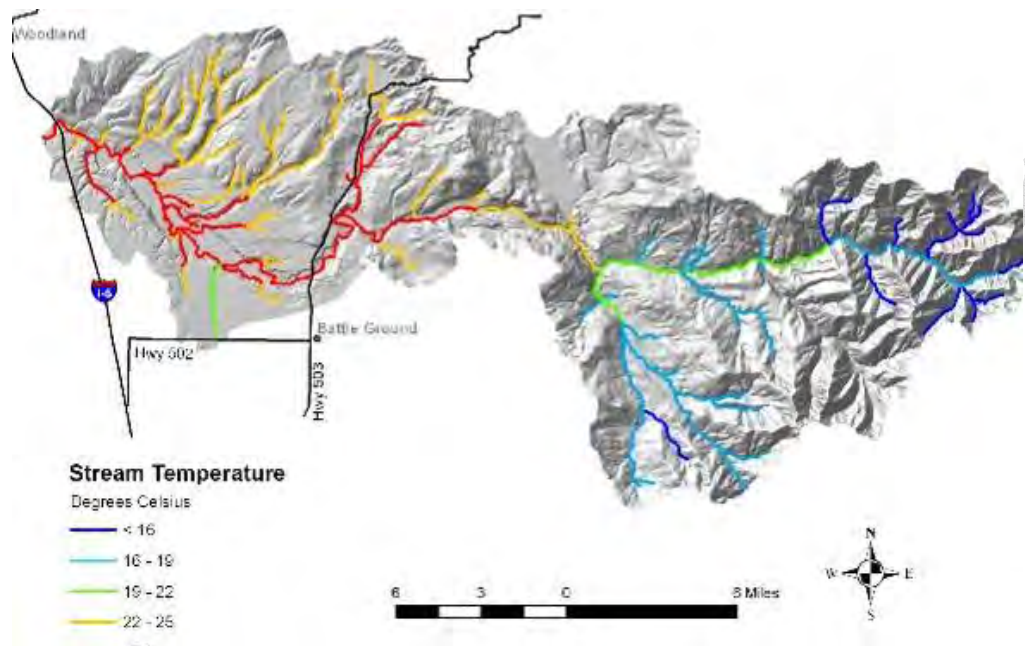 Woodland
I-5
Battle Ground
Hwy 502
Hwy 503
Stream Temperature
Degrees Celsius
< 16
16 - 19
19 - 22
22 - 25
N
W
E
S
6 3 0 6 Miles